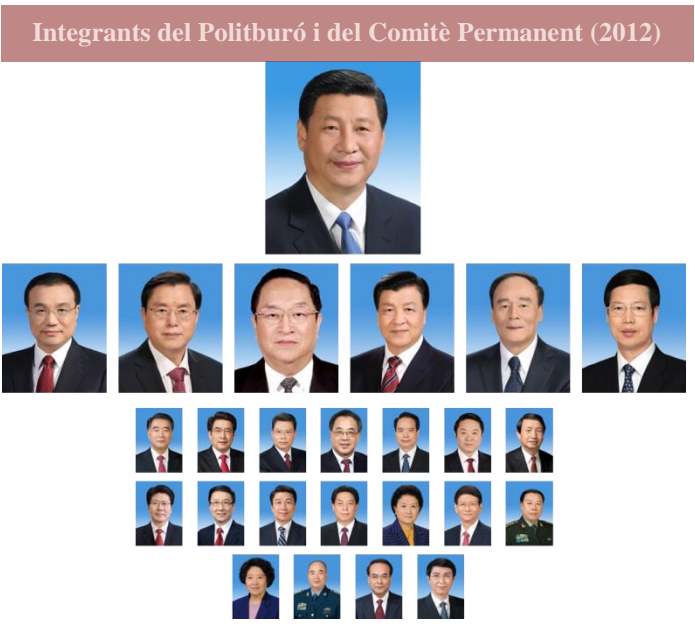 Integrants del Politburó i del Comitè Permanent (2012)